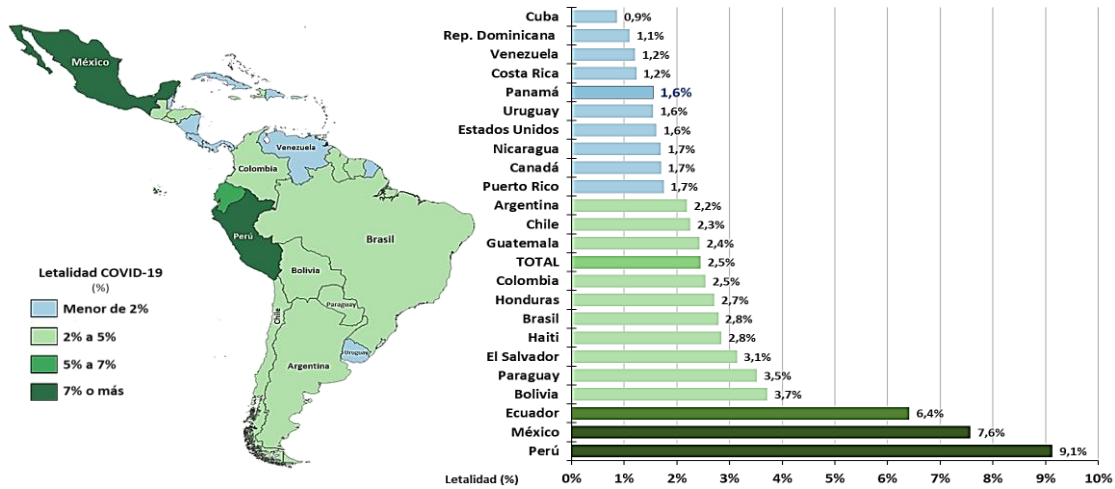 México
Venezuela
Colombia
Perú
Brasil
Bolivia
Paraguay
Chile
Uruguay
Argentina
Letalidad COVID-19
(%)
Menor de 2%
2% a 5%
5% a 7%
7% o más
Cuba 0,9%
Rep. Dominicana 1,1%
Venezuela 1,2%
Costa Rica 1,2%
Panamá 1,6%
Uruguay 1,6%
Estados Unidos 1,6%
Nicaragua 1,7%
Canadá 1,7%
Puerto Rico 1,7%
Argentina 2,2%
Chile 2,3%
Guatemala 2,4%
TOTAL 2,5%
Colombia 2,5%
Honduras 2,7%
Brasil 2,8%
Haiti 2,8%
El Salvador 3,1%
Paraguay 3,5%
Bolivia 3,7%
Ecuador 6,4%
México 7,6%
Perú 9,1%
Letalidad (%) 0% 1% 2% 3% 4% 5% 6% 7% 8% 9% 10%